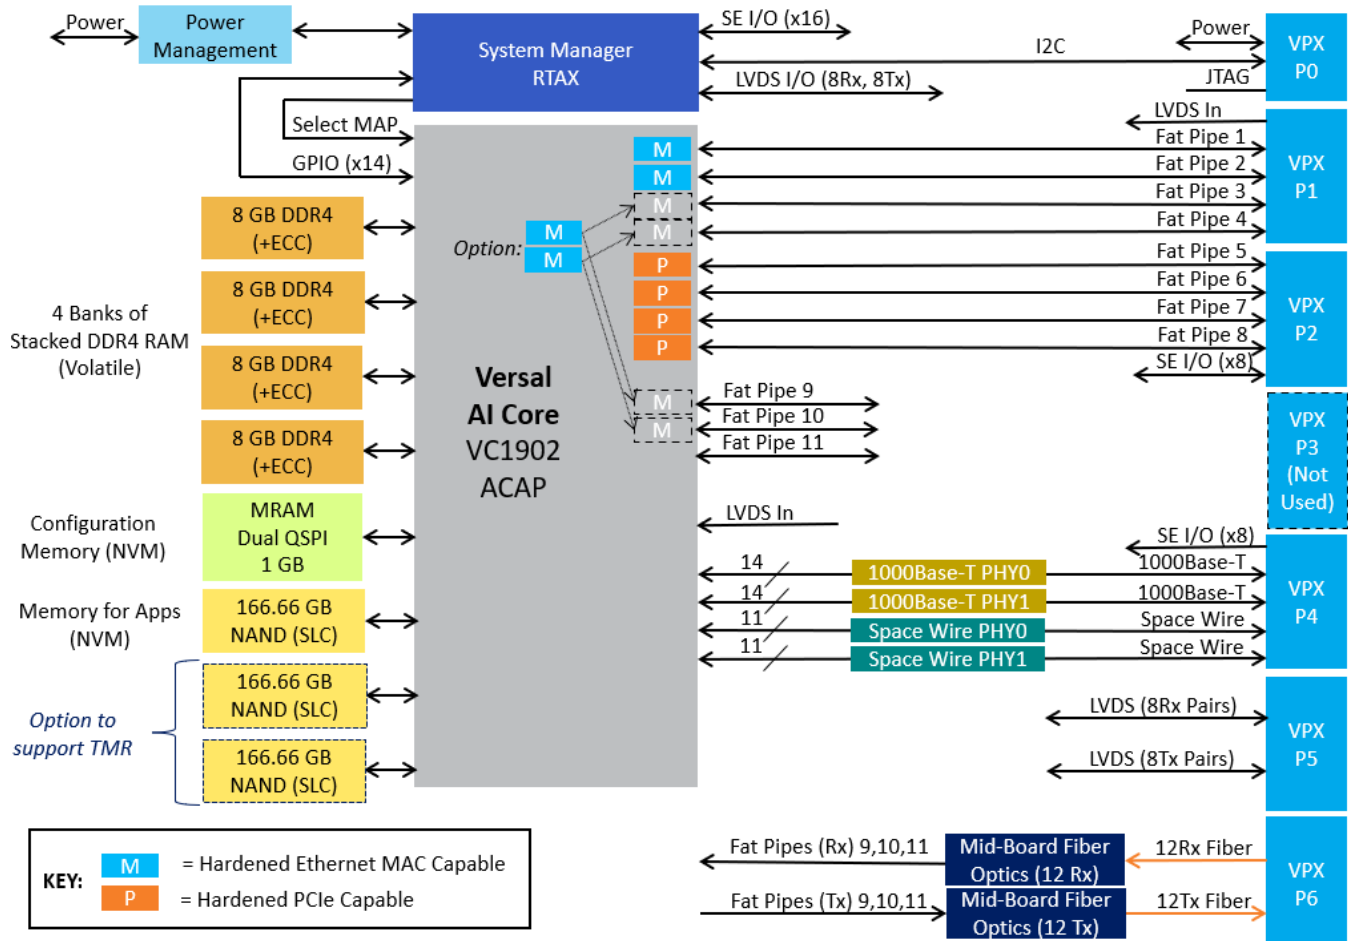 Power
Power
Management
System Manager
RTAX
SE I/O (x16)
I2C
LVDS I/O (8Rx, 8Tx)
Power
JTAG
VPX
P0
Select MAP
GPIO (x14)
LVDS In
Fat Pipe 1
Fat Pipe 2
Fat Pipe 3
Fat Pipe 4
VPX
P1
M
M
M
M
Option:
M
M
P
P
P
P
Fat Pipe 5
Fat Pipe 6
Fat Pipe 7
Fat Pipe 8
SE I/O (x8)
VPX
P2
8 GB DDR4
(+ECC)
8 GB DDR4
(+ECC)
8 GB DDR4
(+ECC)
8 GB DDR4
(+ECC)
4 Banks of
Stacked DDR4 RAM
(Volatile)
Versal
AI Core
VC1902
ACAP
M
M
Fat Pipe 9
Fat Pipe 10
Fat Pipe 11
VPX
P3
(Not
Used)
Configuration
Memory (NVM)
MRAM
Dual QSPI
1 GB
LVDS In
SE I/O (x8)
14
1000Base-T PHY0
1000Base-T
14
1000Base-T PHY1
1000Base-T
11
Space Wire PHY0
Space Wire
11
Space Wire PHY1
Space Wire
VPX
P4
Memory for Apps
(NVM)
166.66 GB
NAND (SLC)
166.66 GB
NAND (SLC)
166.66 GB
NAND (SLC)
Option to
support TMR
LVDS (8Rx Pairs)
LVDS (8Tx Pairs)
VPX
P5
KEY:
M
= Hardened Ethernet MAC Capable
P
= Hardened PCIe Capable
Fat Pipes (Rx) 9,10,11
Mid-Board Fiber
Optics (12 Rx)
12Rx Fiber
Fat Pipes (Tx) 9,10,11
Mid-Board Fiber
Optics (12 Tx)
12Tx Fiber
VPX
P6